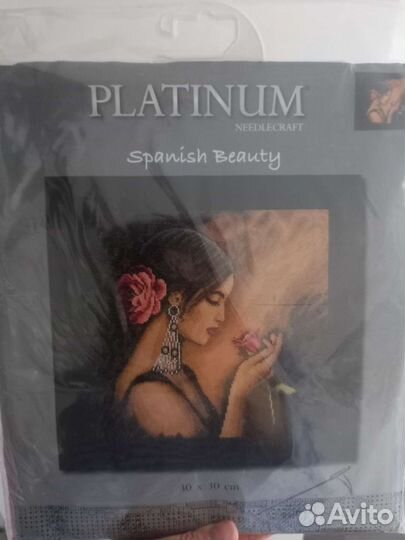 PLATINUM
NEEDLECRAFT
Spanish Beauty
30 x 30 cm
Avito